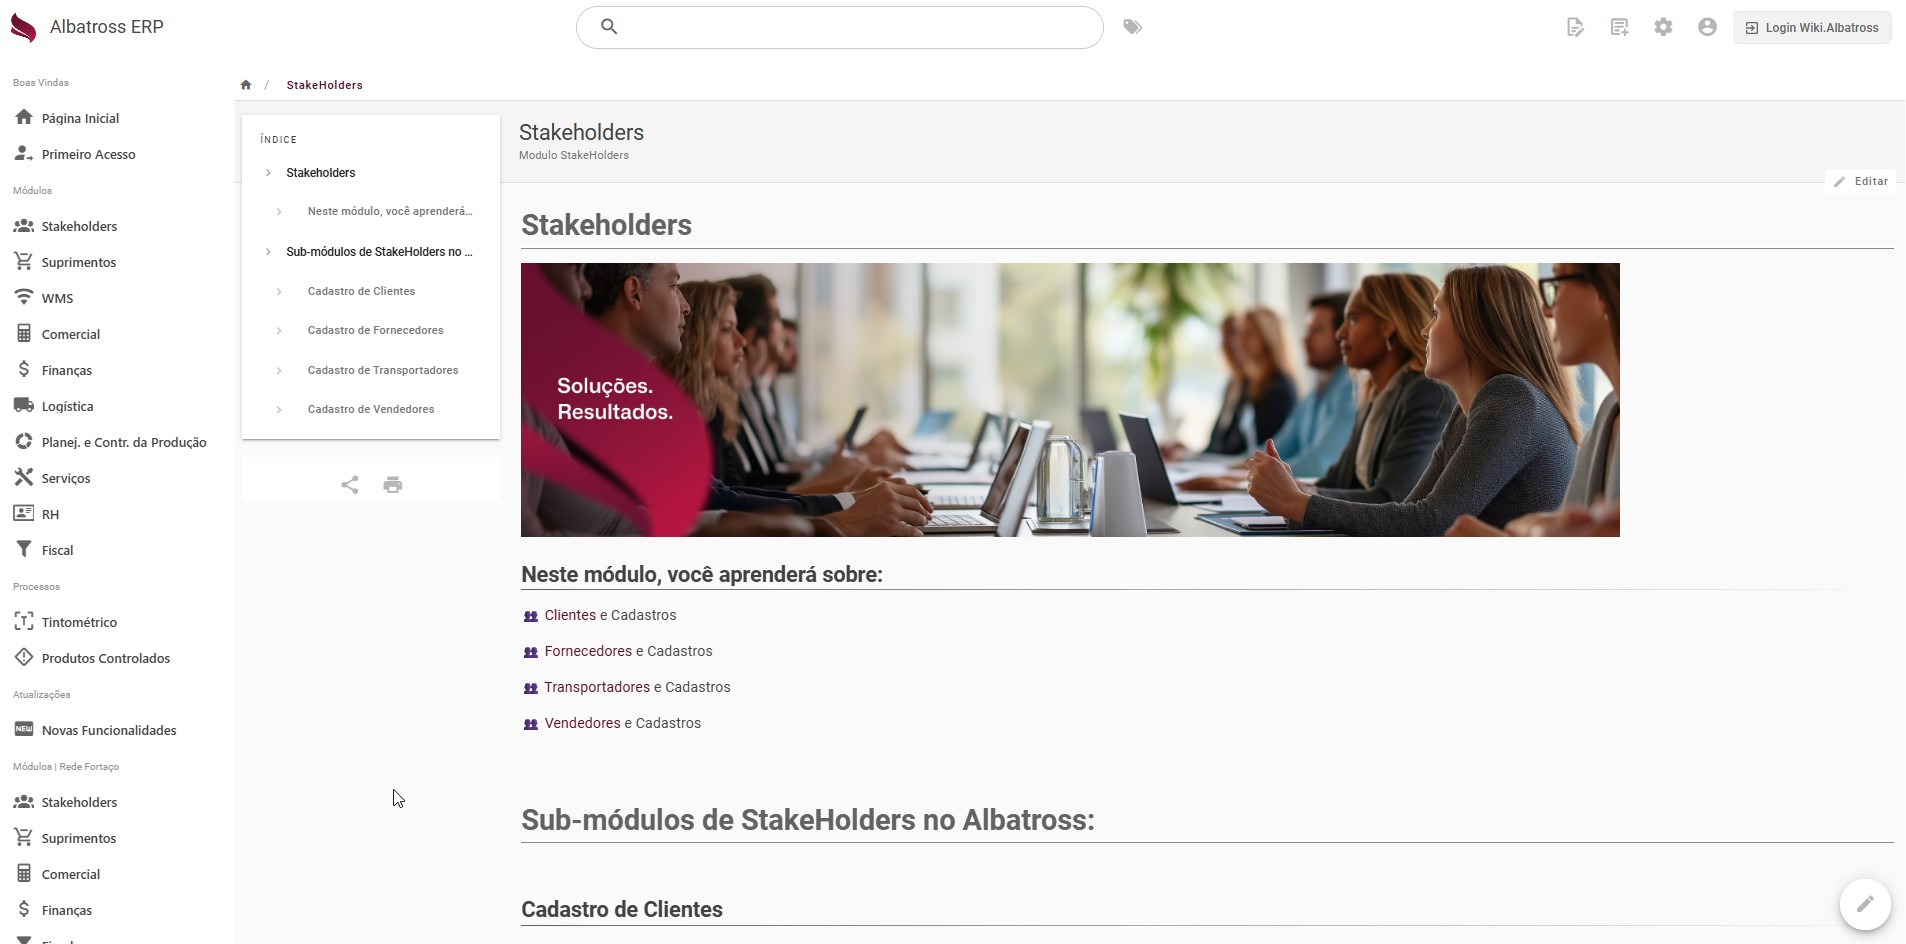 Albatross ERP
Login Wiki.Albatross
Boas Vindas
Página Inicial
Primeiro Acesso
Módulos
Stakeholders
Suprimentos
WMS
Comercial
Finanças
Logística
Planej. e Contr. da Produção
Serviços
RH
Fiscal
Processos
Tintométrico
Produtos Controlados
Atualizações
NEW Novas Funcionalidades
Módulos | Rede Fortaço
Stakeholders
Suprimentos
Comercial
Finanças
/ StakeHolders
ÍNDICE
Stakeholders
Neste módulo, você aprenderá...
Sub-módulos de StakeHolders no ...
Cadastro de Clientes
Cadastro de Fornecedores
Cadastro de Transportadores
Cadastro de Vendedores
Stakeholders
Modulo StakeHolders
Editar
Stakeholders
Soluções.
Resultados.
Neste módulo, você aprenderá sobre:
Clientes e Cadastros
Fornecedores e Cadastros
Transportadores e Cadastros
Vendedores e Cadastros
Sub-módulos de StakeHolders no Albatross:
Cadastro de Clientes